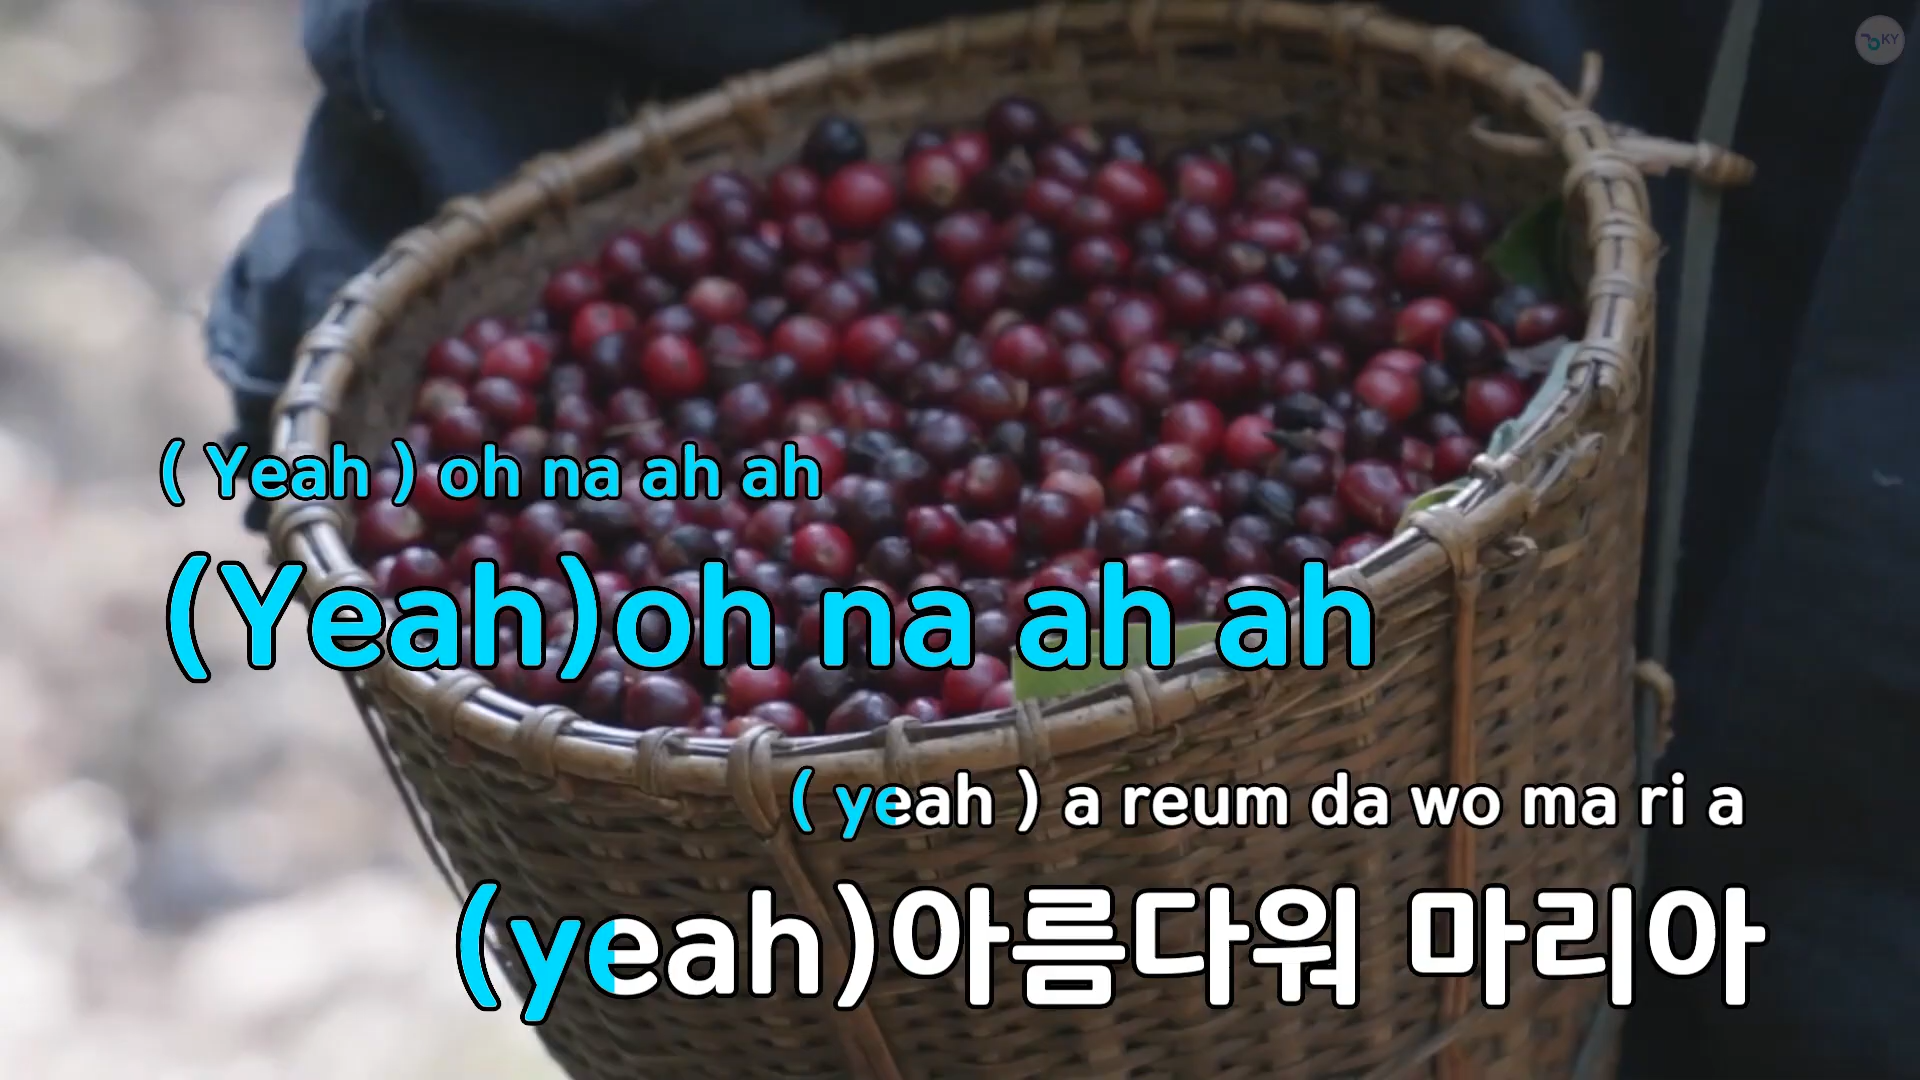 KY
( Yeah ) oh na ah ah
(Yeah)oh na ah ah
( yeah ) a reum da wo ma ri a
(yeah)아름다워 마리아